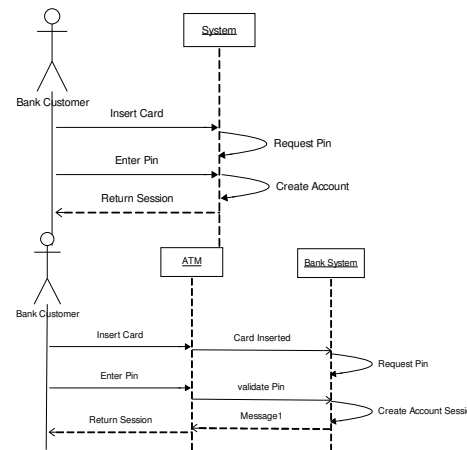 System
Bank Customer
Insert Card
Request Pin
Enter Pin
Create Account
Return Session
ATM
Bank System
Bank Customer
Insert Card
Card Inserted
Request Pin
Enter Pin
validate Pin
Create Account Sessi
Message1
Return Session